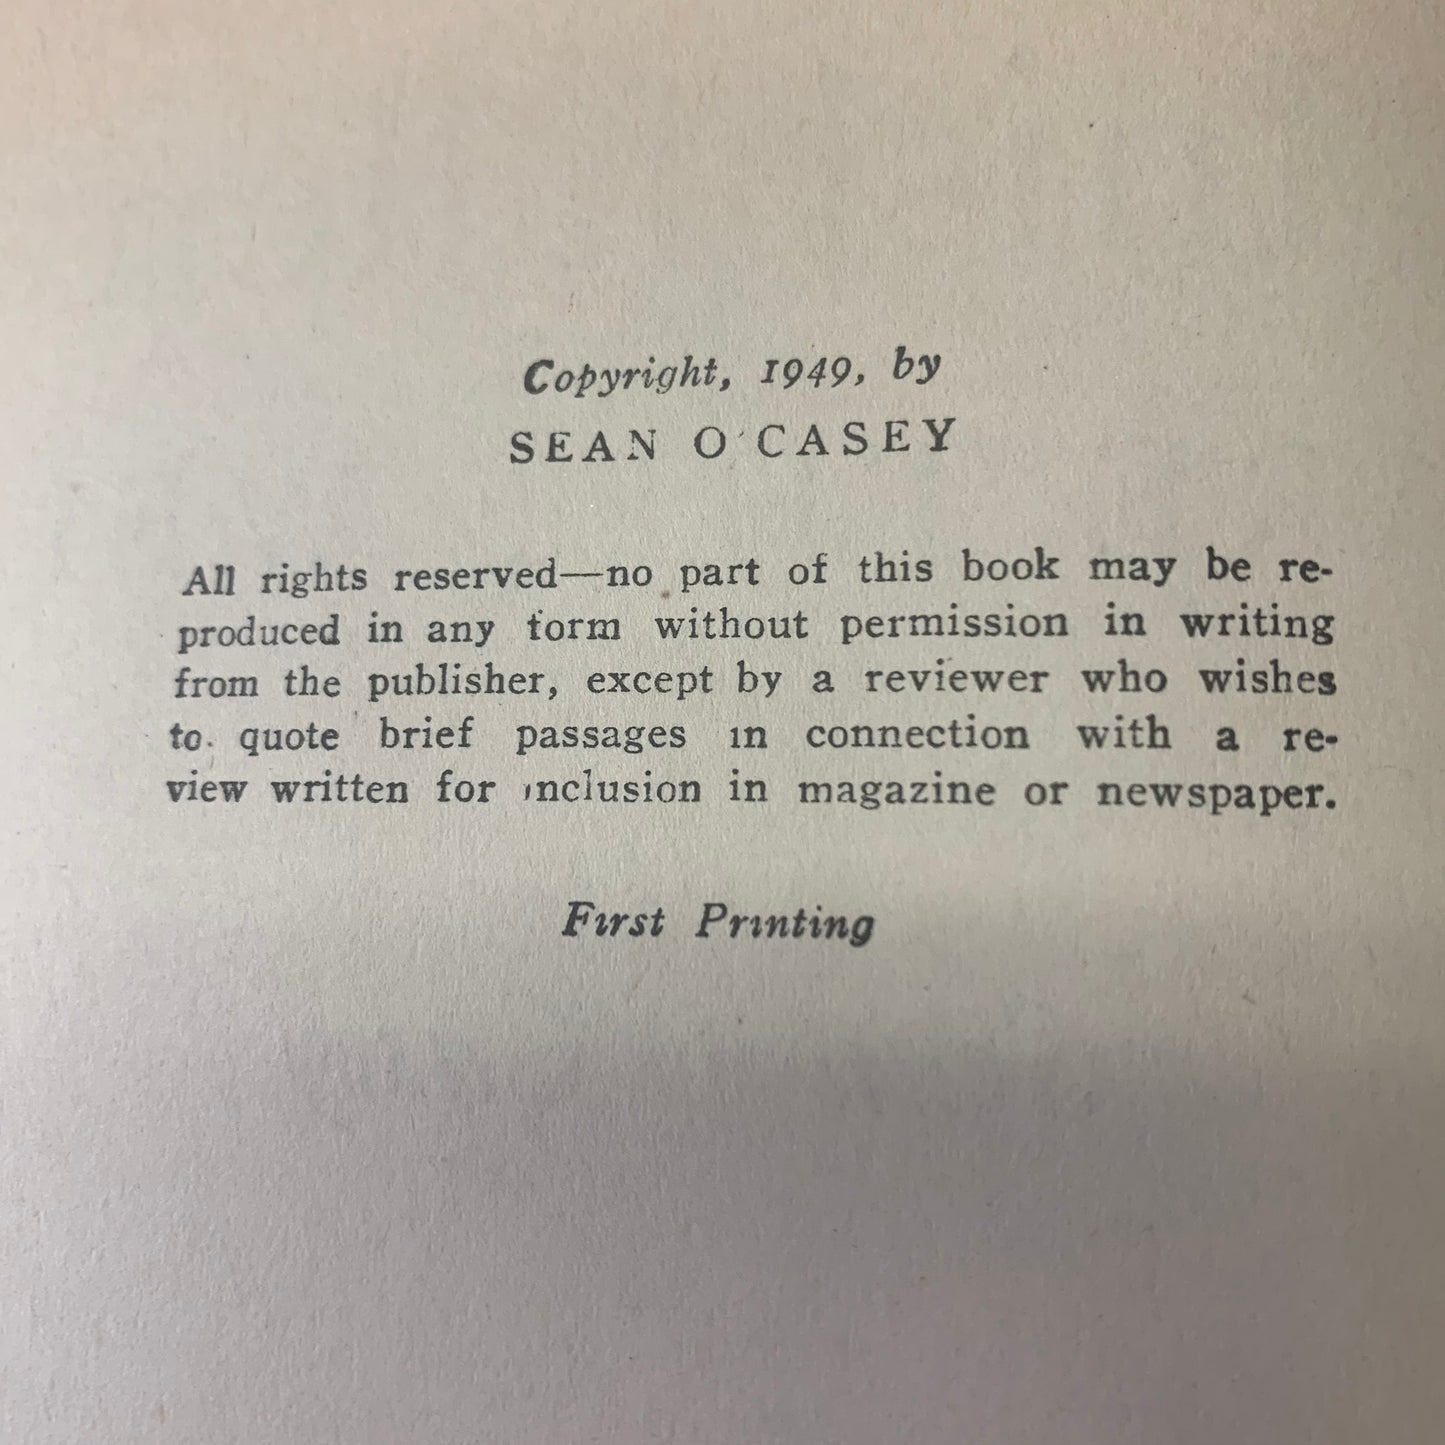 Copyright, 1949, by
SEAN O'CASEY
All rights reserved—no part of this book may be re-
produced in any form without permission in writing
from the publisher, except by a reviewer who wishes
to quote brief passages in connection with a re-
view written for inclusion in magazine or newspaper.
First Printing